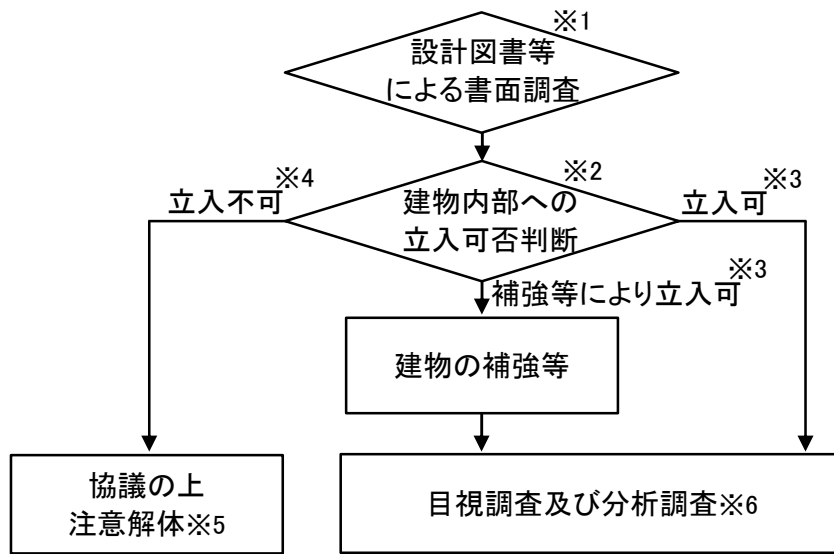 ※1
設計図書等
による書面調査
※4
立入不可
※2
建物内部への
立入可否判断
※3
立入可
※3
補強等により立入可
建物の補強等
協議の上
注意解体※5
目視調査及び分析調査※6